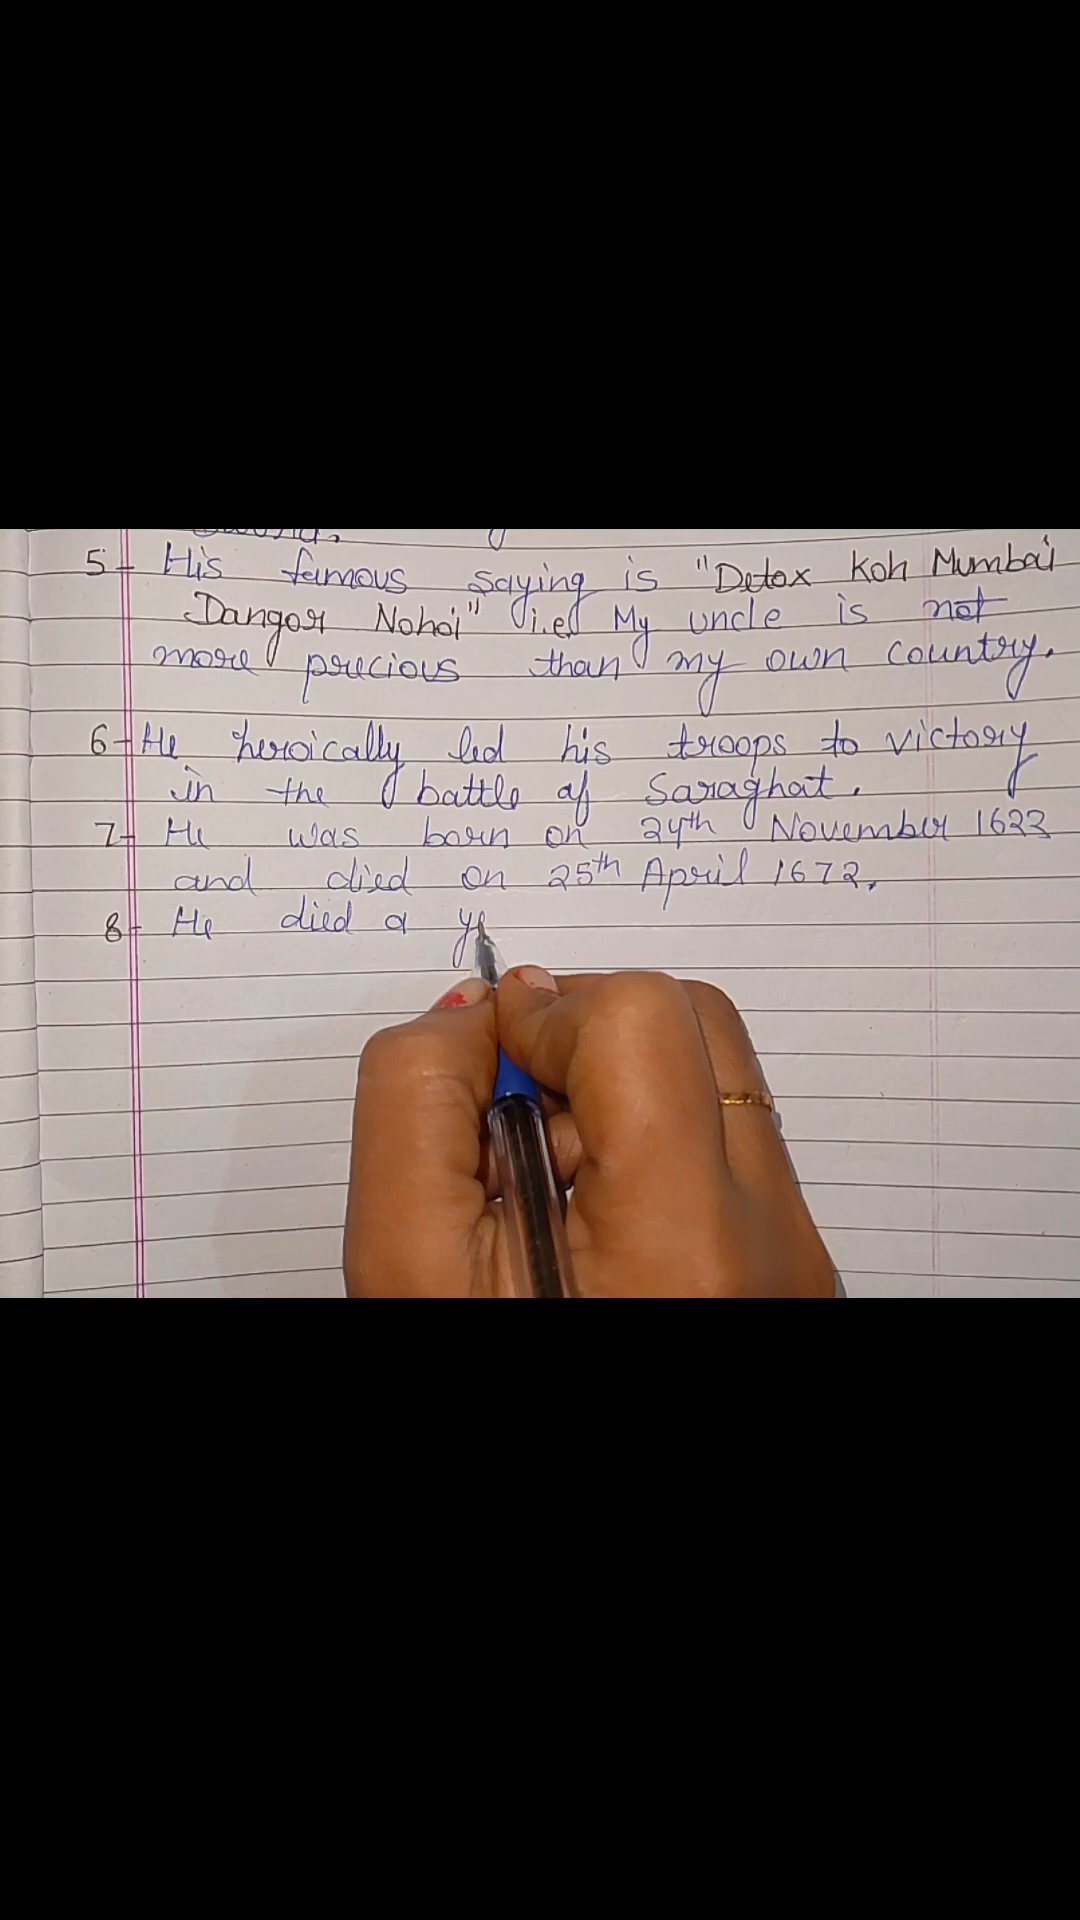 5- His famous saying is "Detox Koh Mumbai
Dangor Nohoi" i.e. My uncle is not
more precious than my own country.
6- He heroically led his troops to victory
in the battle of Saraghat.
7- He was born on 24th November 1622
and died on 25th April 1672.
8- He died a ye